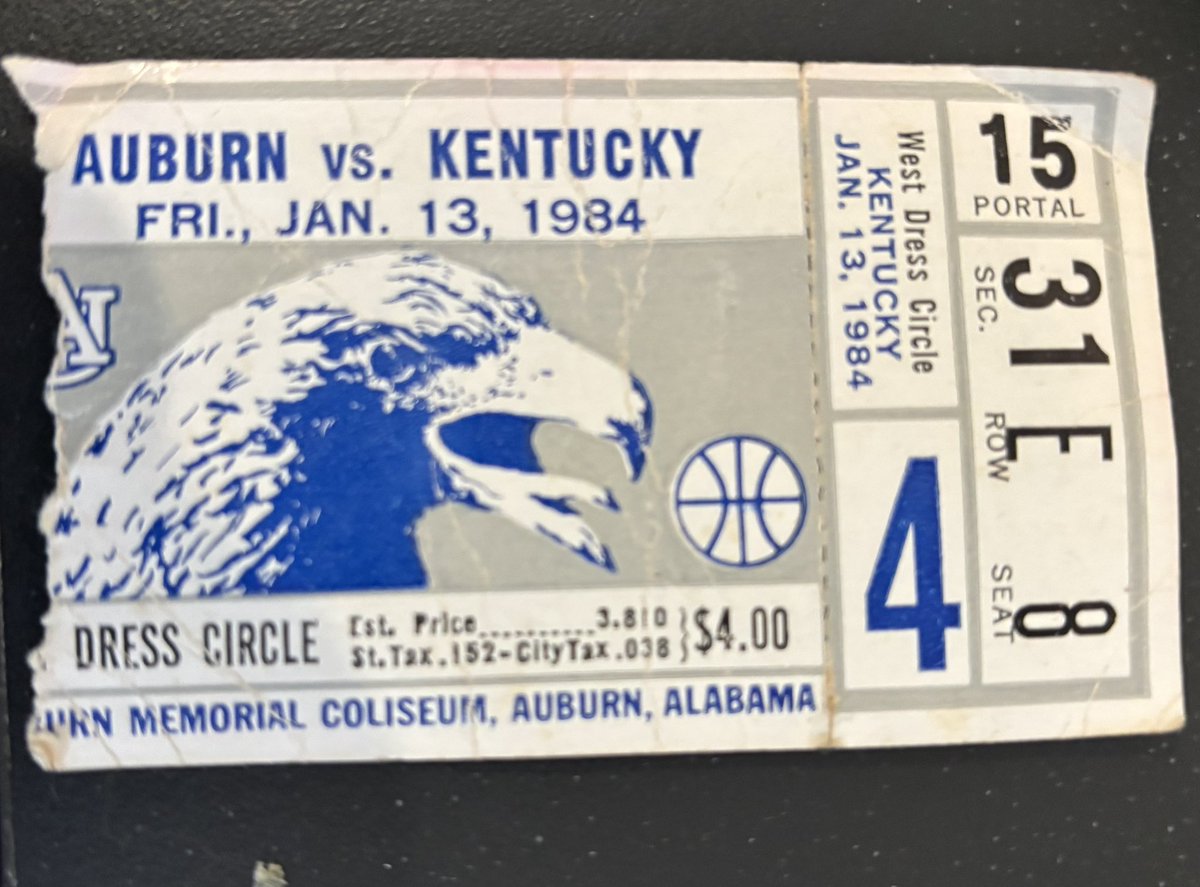 AUBURN VS. KENTUCKY
FRI., JAN. 13, 1984
DRESS CIRCLE
Est. Price..........3.810
St.Tax.152-CityTax.038
$4.00
MEMORIAL COLISEUM, AUBURN, ALABAMA
West Dress Circle
KENTUCKY
JAN. 13, 1984
4
15
PORTAL
31
SEC.
E
ROW
8
SEAT